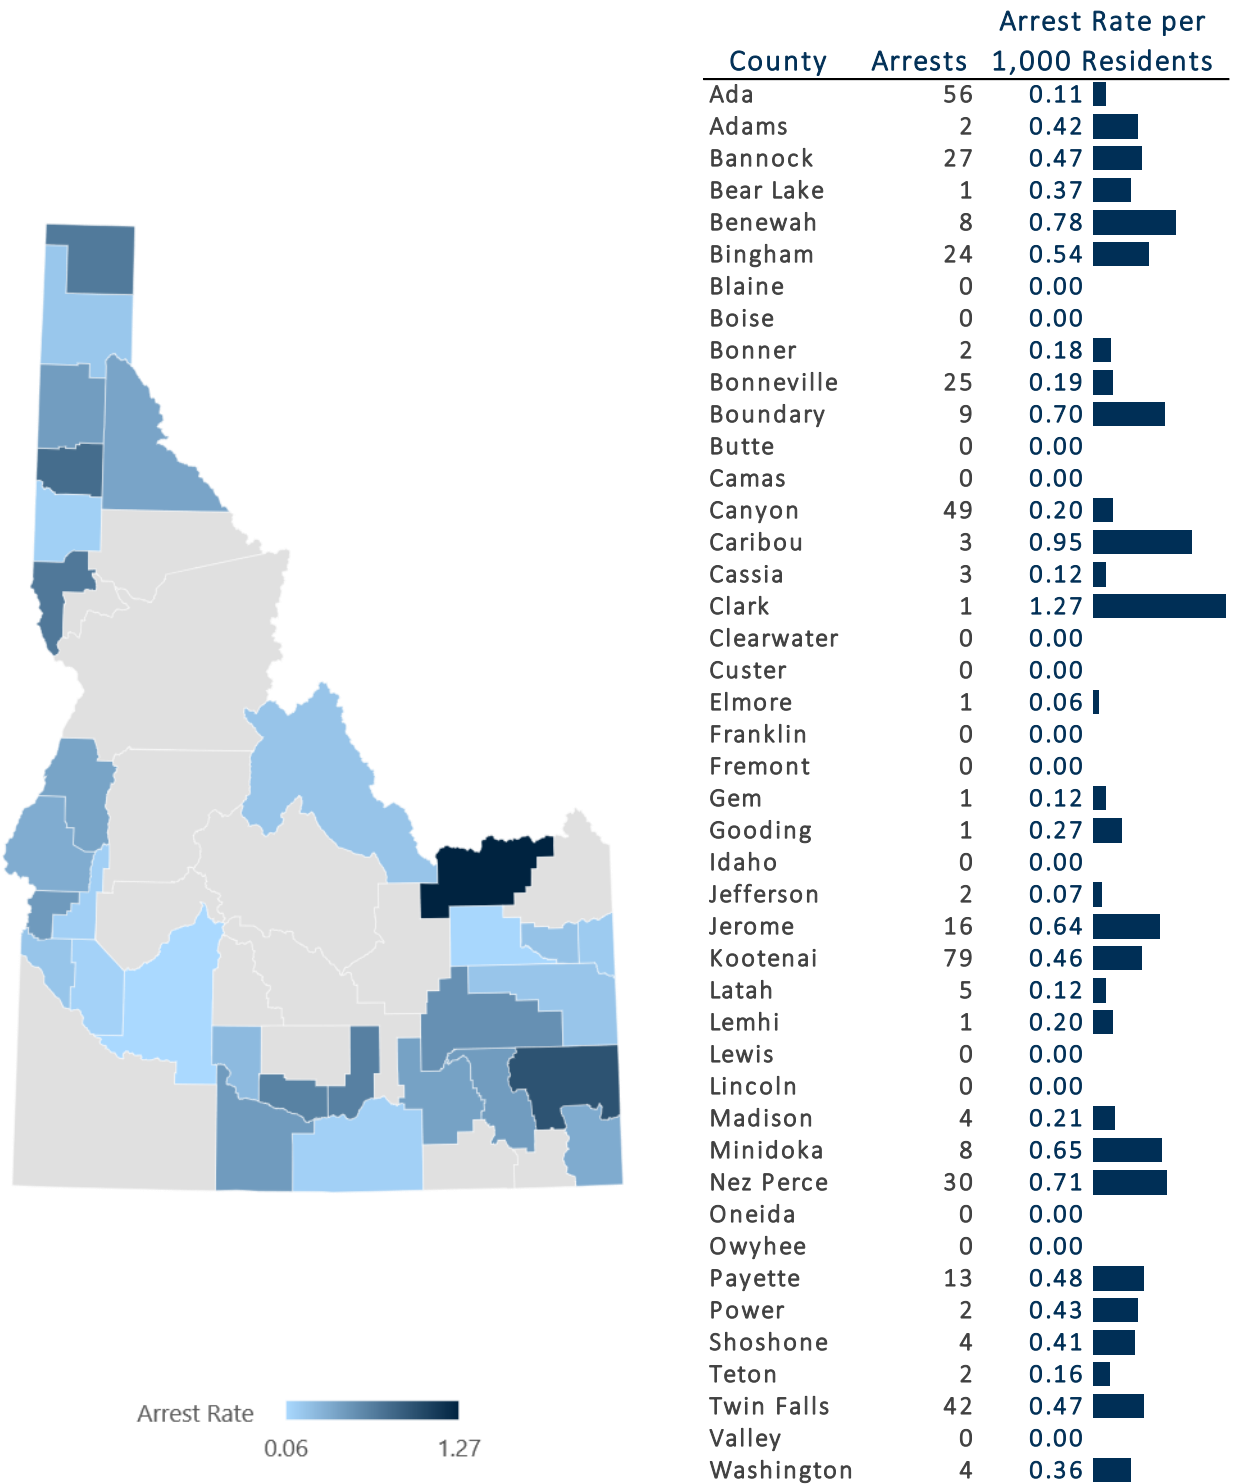 Arrest Rate per
County Arrests 1,000 Residents
Ada 56 0.11
Adams 2 0.42
Bannock 27 0.47
Bear Lake 1 0.37
Benewah 8 0.78
Bingham 24 0.54
Blaine 0 0.00
Boise 0 0.00
Bonner 2 0.18
Bonneville 25 0.19
Boundary 9 0.70
Butte 0 0.00
Camas 0 0.00
Canyon 49 0.20
Caribou 3 0.95
Cassia 3 0.12
Clark 1 1.27
Clearwater 0 0.00
Custer 0 0.00
Elmore 1 0.06
Franklin 0 0.00
Fremont 0 0.00
Gem 1 0.12
Gooding 1 0.27
Idaho 0 0.00
Jefferson 2 0.07
Jerome 16 0.64
Kootenai 79 0.46
Latah 5 0.12
Lemhi 1 0.20
Lewis 0 0.00
Lincoln 0 0.00
Madison 4 0.21
Minidoka 8 0.65
Nez Perce 30 0.71
Oneida 0 0.00
Owyhee 0 0.00
Payette 13 0.48
Power 2 0.43
Shoshone 4 0.41
Teton 2 0.16
Twin Falls 42 0.47
Valley 0 0.00
Washington 4 0.36
Arrest Rate
0.06 1.27